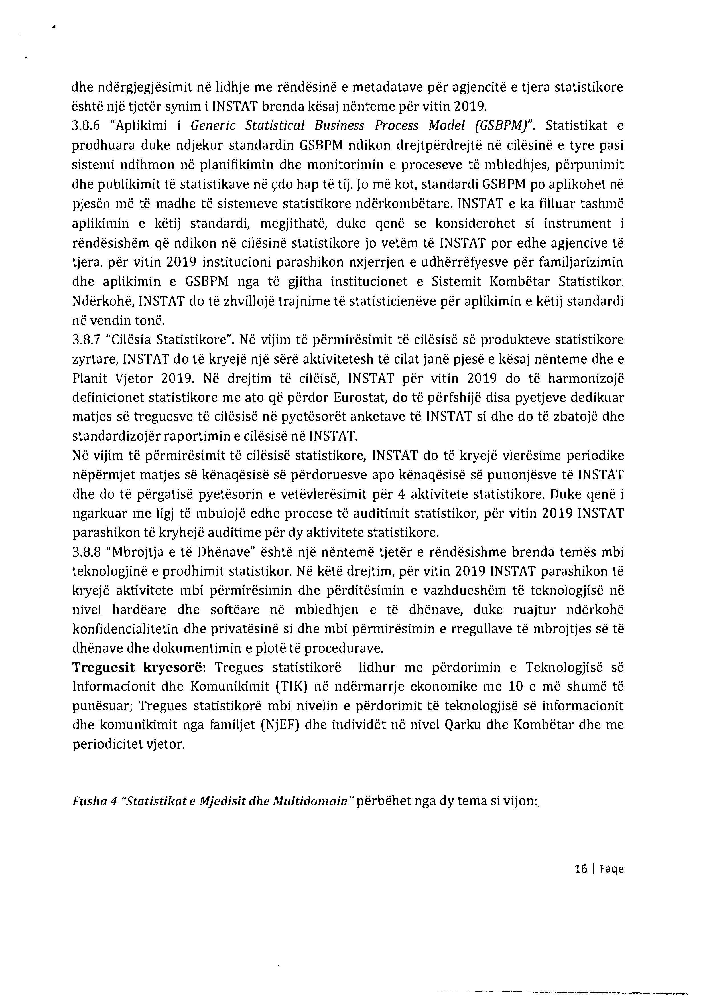 dhe ndërgjegjësimit në lidhje me rëndësinë e metadatave për agjencitë e tjera statistikore
është një tjetër synim i INSTAT brenda kësaj nënteme për vitin 2019.
3.8.6 "Aplikimi i Generic Statistical Business Process Model (GSBPM)". Statistikat e
prodhuara duke ndjekur standardin GSBPM ndikon drejtpërdrejtë në cilësinë e tyre pasi
sistemi ndihmon në planifikimin dhe monitorimin e proceseve të mbledhjes, përpunimit
dhe publikimit të statistikave në çdo hap të tij. Jo më kot, standardi GSBPM po aplikohet në
pjesën më të madhe të sistemeve statistikore ndërkombëtare. INSTAT e ka filluar tashmë
aplikimin e këtij standardi, megjithatë, duke qenë se konsiderohet si instrument i
rëndësishëm që ndikon në cilësinë statistikore jo vetëm të INSTAT por edhe agjencive të
tjera, për vitin 2019 institucioni parashikon nxjerrjen e udhërrëfyesve për familjarizimin
dhe aplikimin e GSBPM nga të gjitha institucionet e Sistemit Kombëtar Statistikor.
Ndërkohë, INSTAT do të zhvillojë trajnime të statisticienëve për aplikimin e këtij standardi
në vendin tonë.
3.8.7 "Cilësia Statistikore". Në vijim të përmirësimit të cilësisë së produkteve statistikore
zyrtare, INSTAT do të kryejë një sërë aktivitetesh të cilat janë pjesë e kësaj nënteme dhe e
Planit Vjetor 2019. Në drejtim të cilëisë, INSTAT për vitin 2019 do të harmonizojë
definicionet statistikore me ato që përdor Eurostat, do të përfshijë disa pyetjeve dedikuar
matjes së treguesve të cilësisë në pyetësorët anketave të INSTAT si dhe do të zbatojë dhe
standardizojër raportimin e cilësisë në INSTAT.
Në vijim të përmirësimit të cilësisë statistikore, INSTAT do të kryejë vlerësime periodike
nëpërmjet matjes së kënaqësisë së përdoruesve apo kënaqësisë së punonjësve të INSTAT
dhe do të përgatisë pyetësorin e vetëvlerësimit për 4 aktivitete statistikore. Duke qenë i
ngarkuar me ligj të mbulojë edhe procese të auditimit statistikor, për vitin 2019 INSTAT
parashikon të kryhejë auditime për dy aktivitete statistikore.
3.8.8 "Mbrojtja e të Dhënave" është një nëntemë tjetër e rëndësishme brenda temës mbi
teknologjinë e prodhimit statistikor. Në këtë drejtim, për vitin 2019 INSTAT parashikon të
kryejë aktivitete mbi përmirësimin dhe përditësimin e vazhdueshëm të teknologjisë në
nivel hardëare dhe softëare në mbledhjen e të dhënave, duke ruajtur ndërkohë
konfidencialitetin dhe privatësinë si dhe mbi përmirësimin e rregullave të mbrojtjes së të
dhënave dhe dokumentimin e plotë të procedurave.
Treguesit kryesorë: Tregues statistikorë lidhur me përdorimin e Teknologjisë së
Informacionit dhe Komunikimit (TIK) në ndërmarrje ekonomike me 10 e më shumë të
punësuar; Tregues statistikorë mbi nivelin e përdorimit të teknologjisë së informacionit
dhe komunikimit nga familjet (NjEF) dhe individët në nivel Qarku dhe Kombëtar dhe me
periodicitet vjetor.
Fusha 4 "Statistikat e Mjedisit dhe Multidomain" përbëhet nga dy tema si vijon:
16 | Faqe